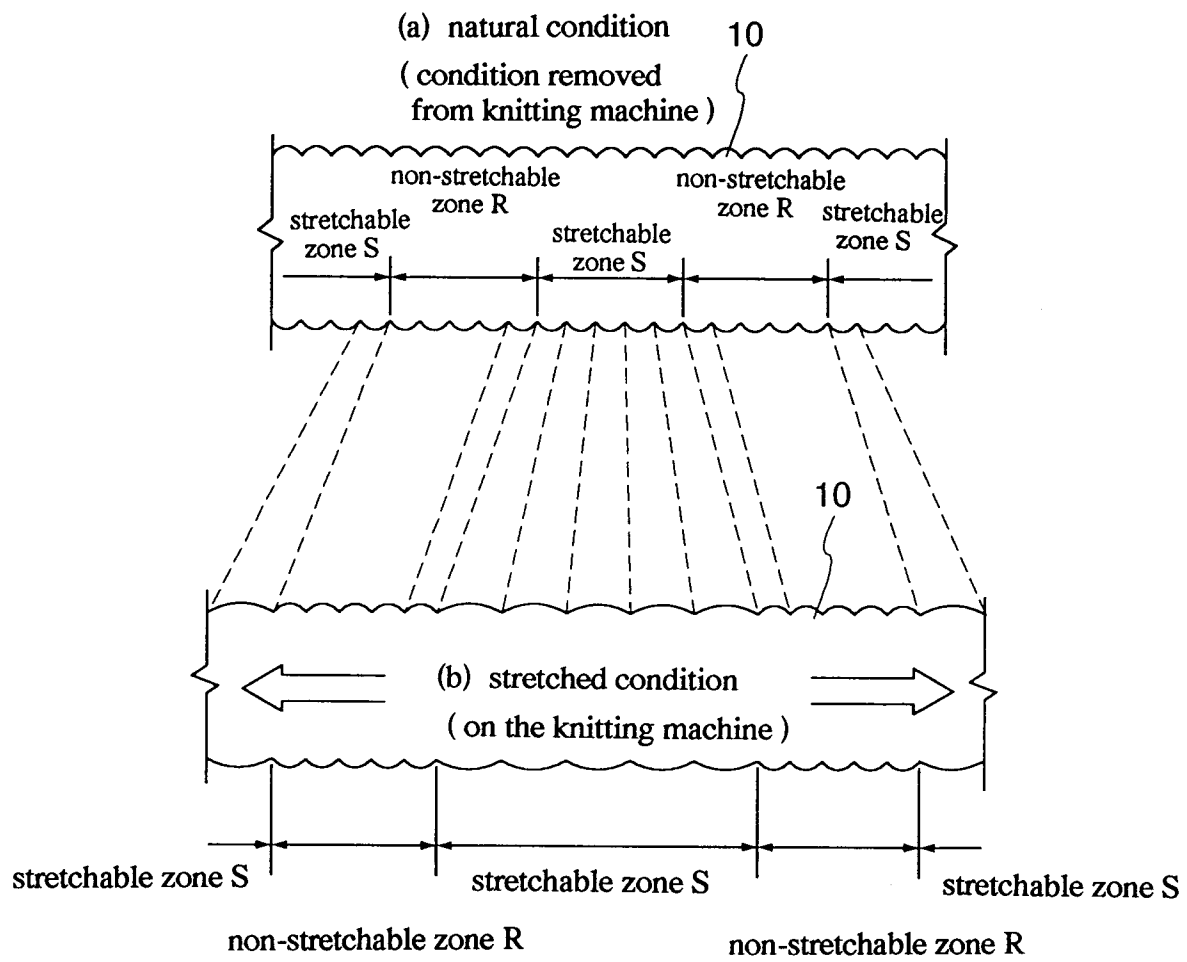 (a) natural condition
10
( condition removed
from knitting machine )
non-stretchable
zone R
non-stretchable
zone R
stretchable
zone S
stretchable
zone S
stretchable
zone S
10
(b) stretched condition
( on the knitting machine )
stretchable zone S
stretchable zone S
stretchable zone S
non-stretchable zone R
non-stretchable zone R